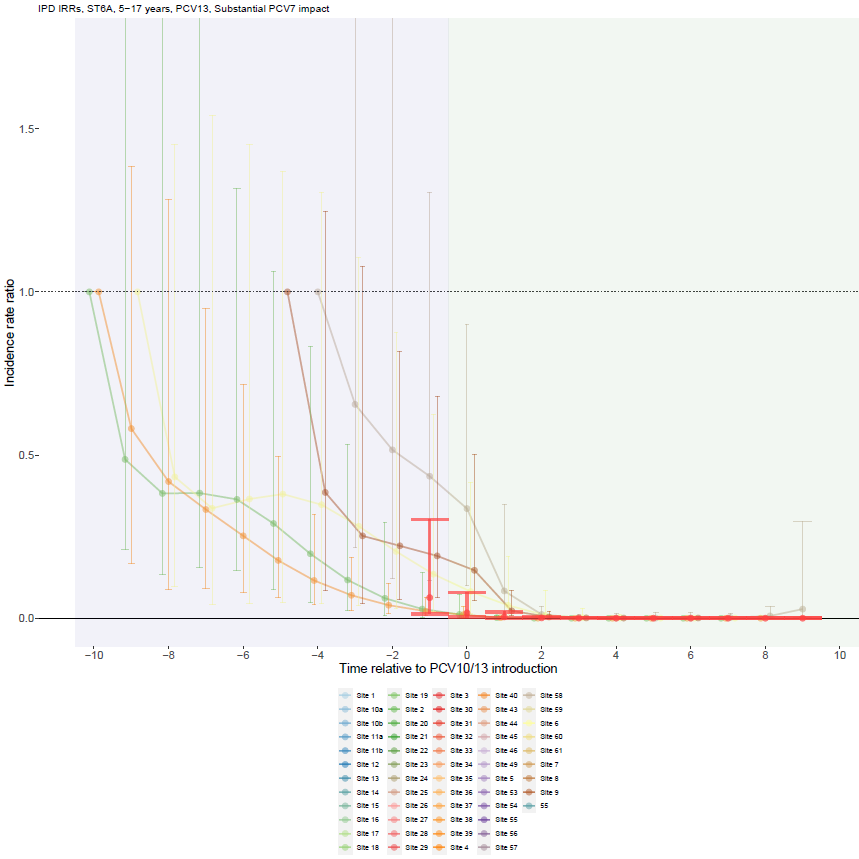 IPD IRRs, ST6A, 5−17 years, PCV13, Substantial PCV7 impact
Incidence rate ratio
1.5
1.0
0.5
0.0
−10 −8 −6 −4 −2 0 2 4 6 8 10
Time relative to PCV10/13 introduction
Site 1 Site 19 Site 3 Site 40 Site 58
Site 10a Site 2 Site 30 Site 43 Site 59
Site 10b Site 20 Site 31 Site 44 Site 6
Site 11a Site 21 Site 32 Site 45 Site 60
Site 11b Site 22 Site 33 Site 46 Site 61
Site 12 Site 23 Site 34 Site 49 Site 7
Site 13 Site 24 Site 35 Site 5 Site 8
Site 14 Site 25 Site 36 Site 53 Site 9
Site 15 Site 26 Site 37 Site 54 55
Site 16 Site 27 Site 38 Site 55
Site 17 Site 28 Site 39 Site 56
Site 18 Site 29 Site 4 Site 57